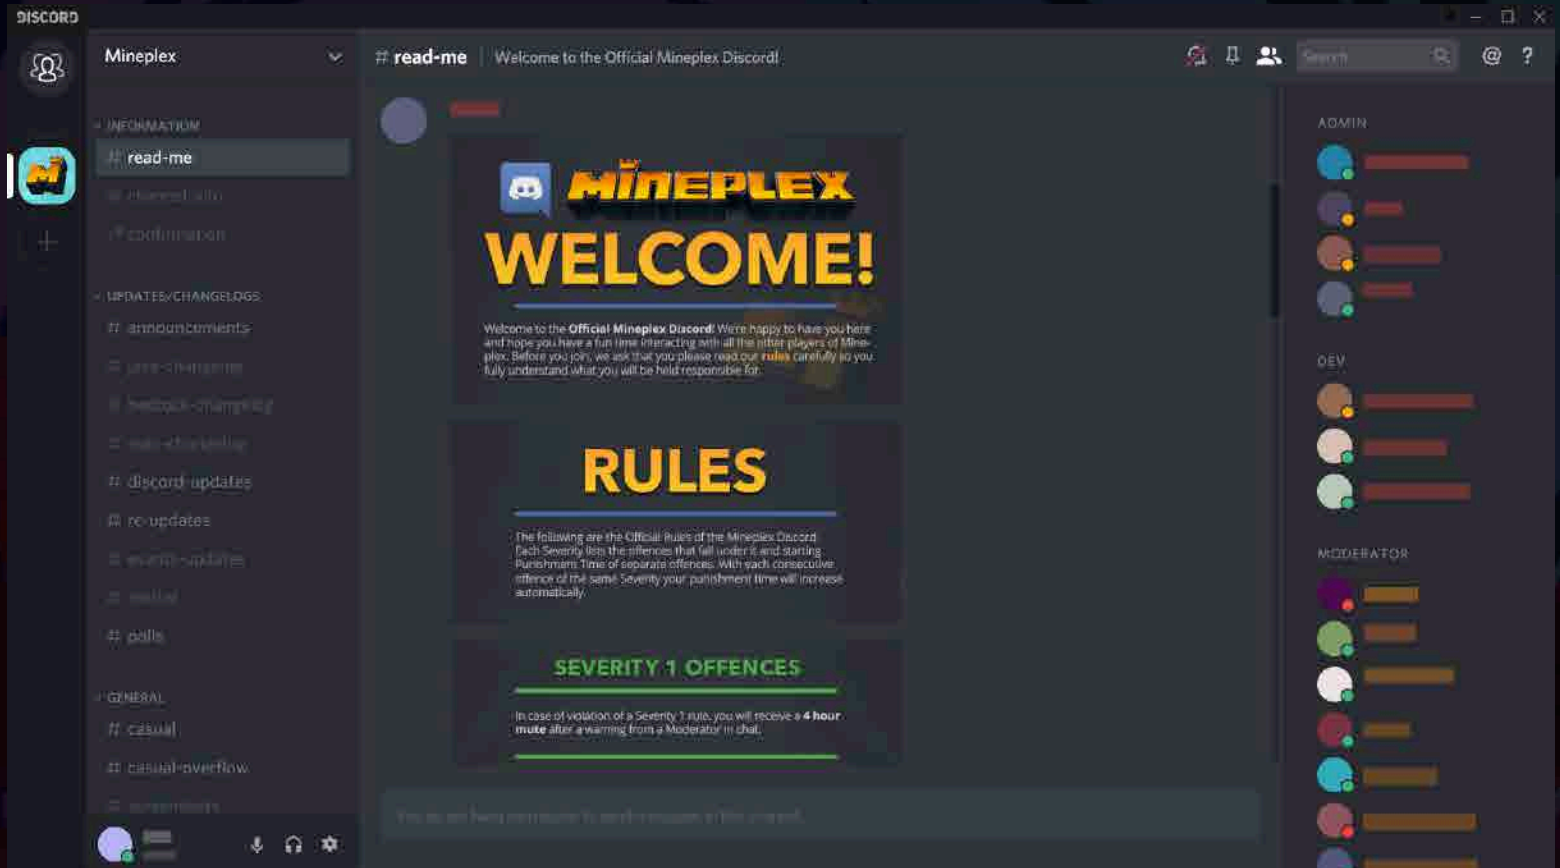 DISCORD
Mineplex
# read-me
Welcome to the Official Mineplex Discord!
Search
INFORMATION
# read-me
confirmation
UPDATES/CHANGELOGS
# announcements
# discord-updates
# rc-updates
# polls
GENERAL
# casual
# casual-overflow
MINEPLEX
WELCOME!
Welcome to the Official Mineplex Discord! We're happy to have you here
and hope you have a fun time interacting with all the other players of Mine-
plex. Before you join, we ask that you please read our rules carefully so you
fully understand what you will be held responsible for.
RULES
The following are the Official Rules of the Mineplex Discord.
Each Severity lists the offences that fall under it and starting
Punishment Time of separate offences. With each consecutive
offence of the same Severity your punishment time will increase
automatically.
SEVERITY 1 OFFENCES
In case of violation of a Severity 1 rule, you will receive a 4 hour
mute after a warning from a Moderator in chat.
ADMIN
DEV
MODERATOR